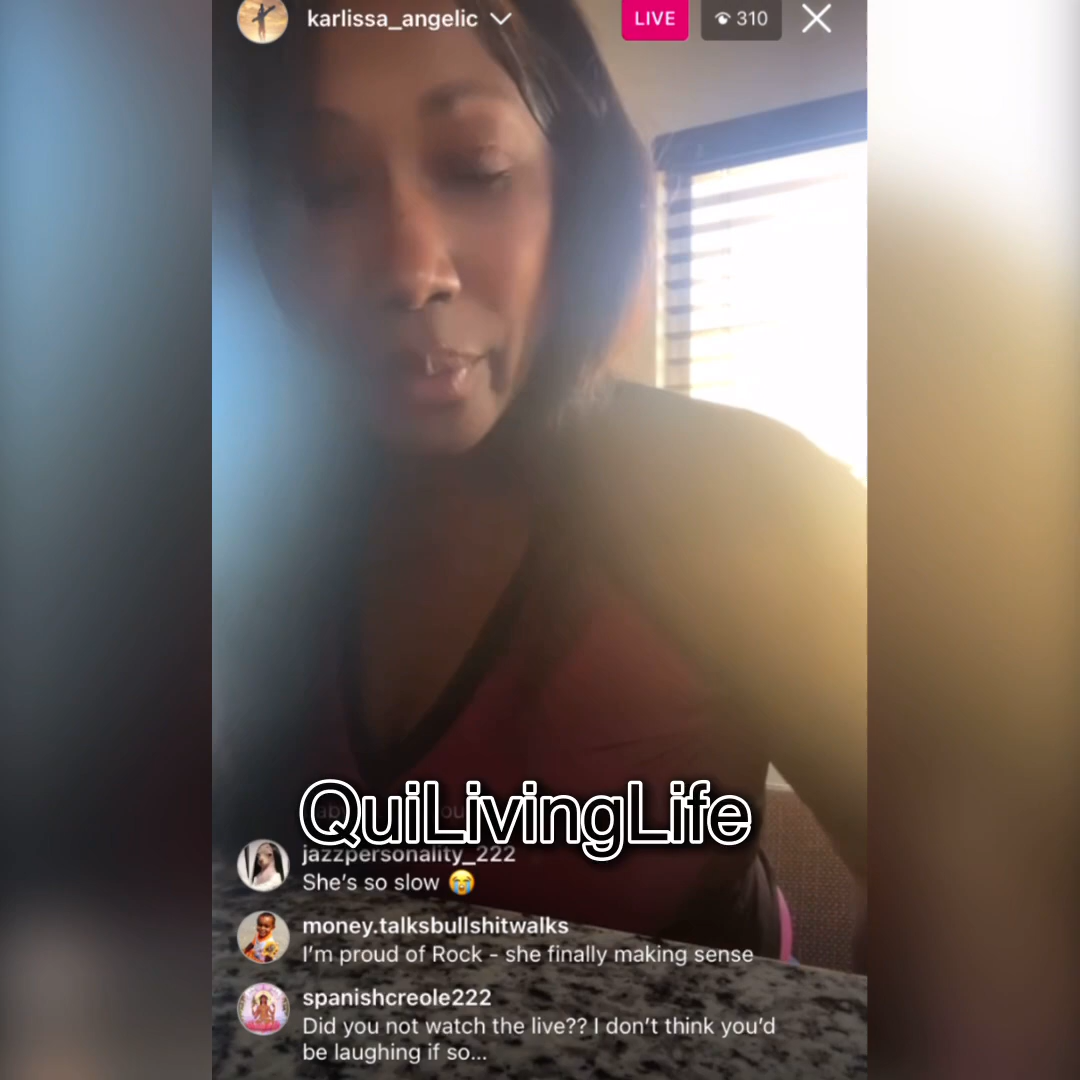 karlissa_angelic
LIVE
310
QuiLivingLife
jazzpersonality_222
She's so slow 😭
money.talksbullshitwalks
I'm proud of Rock - she finally making sense
spanishcreole222
Did you not watch the live?? I don't think you'd
be laughing if so...